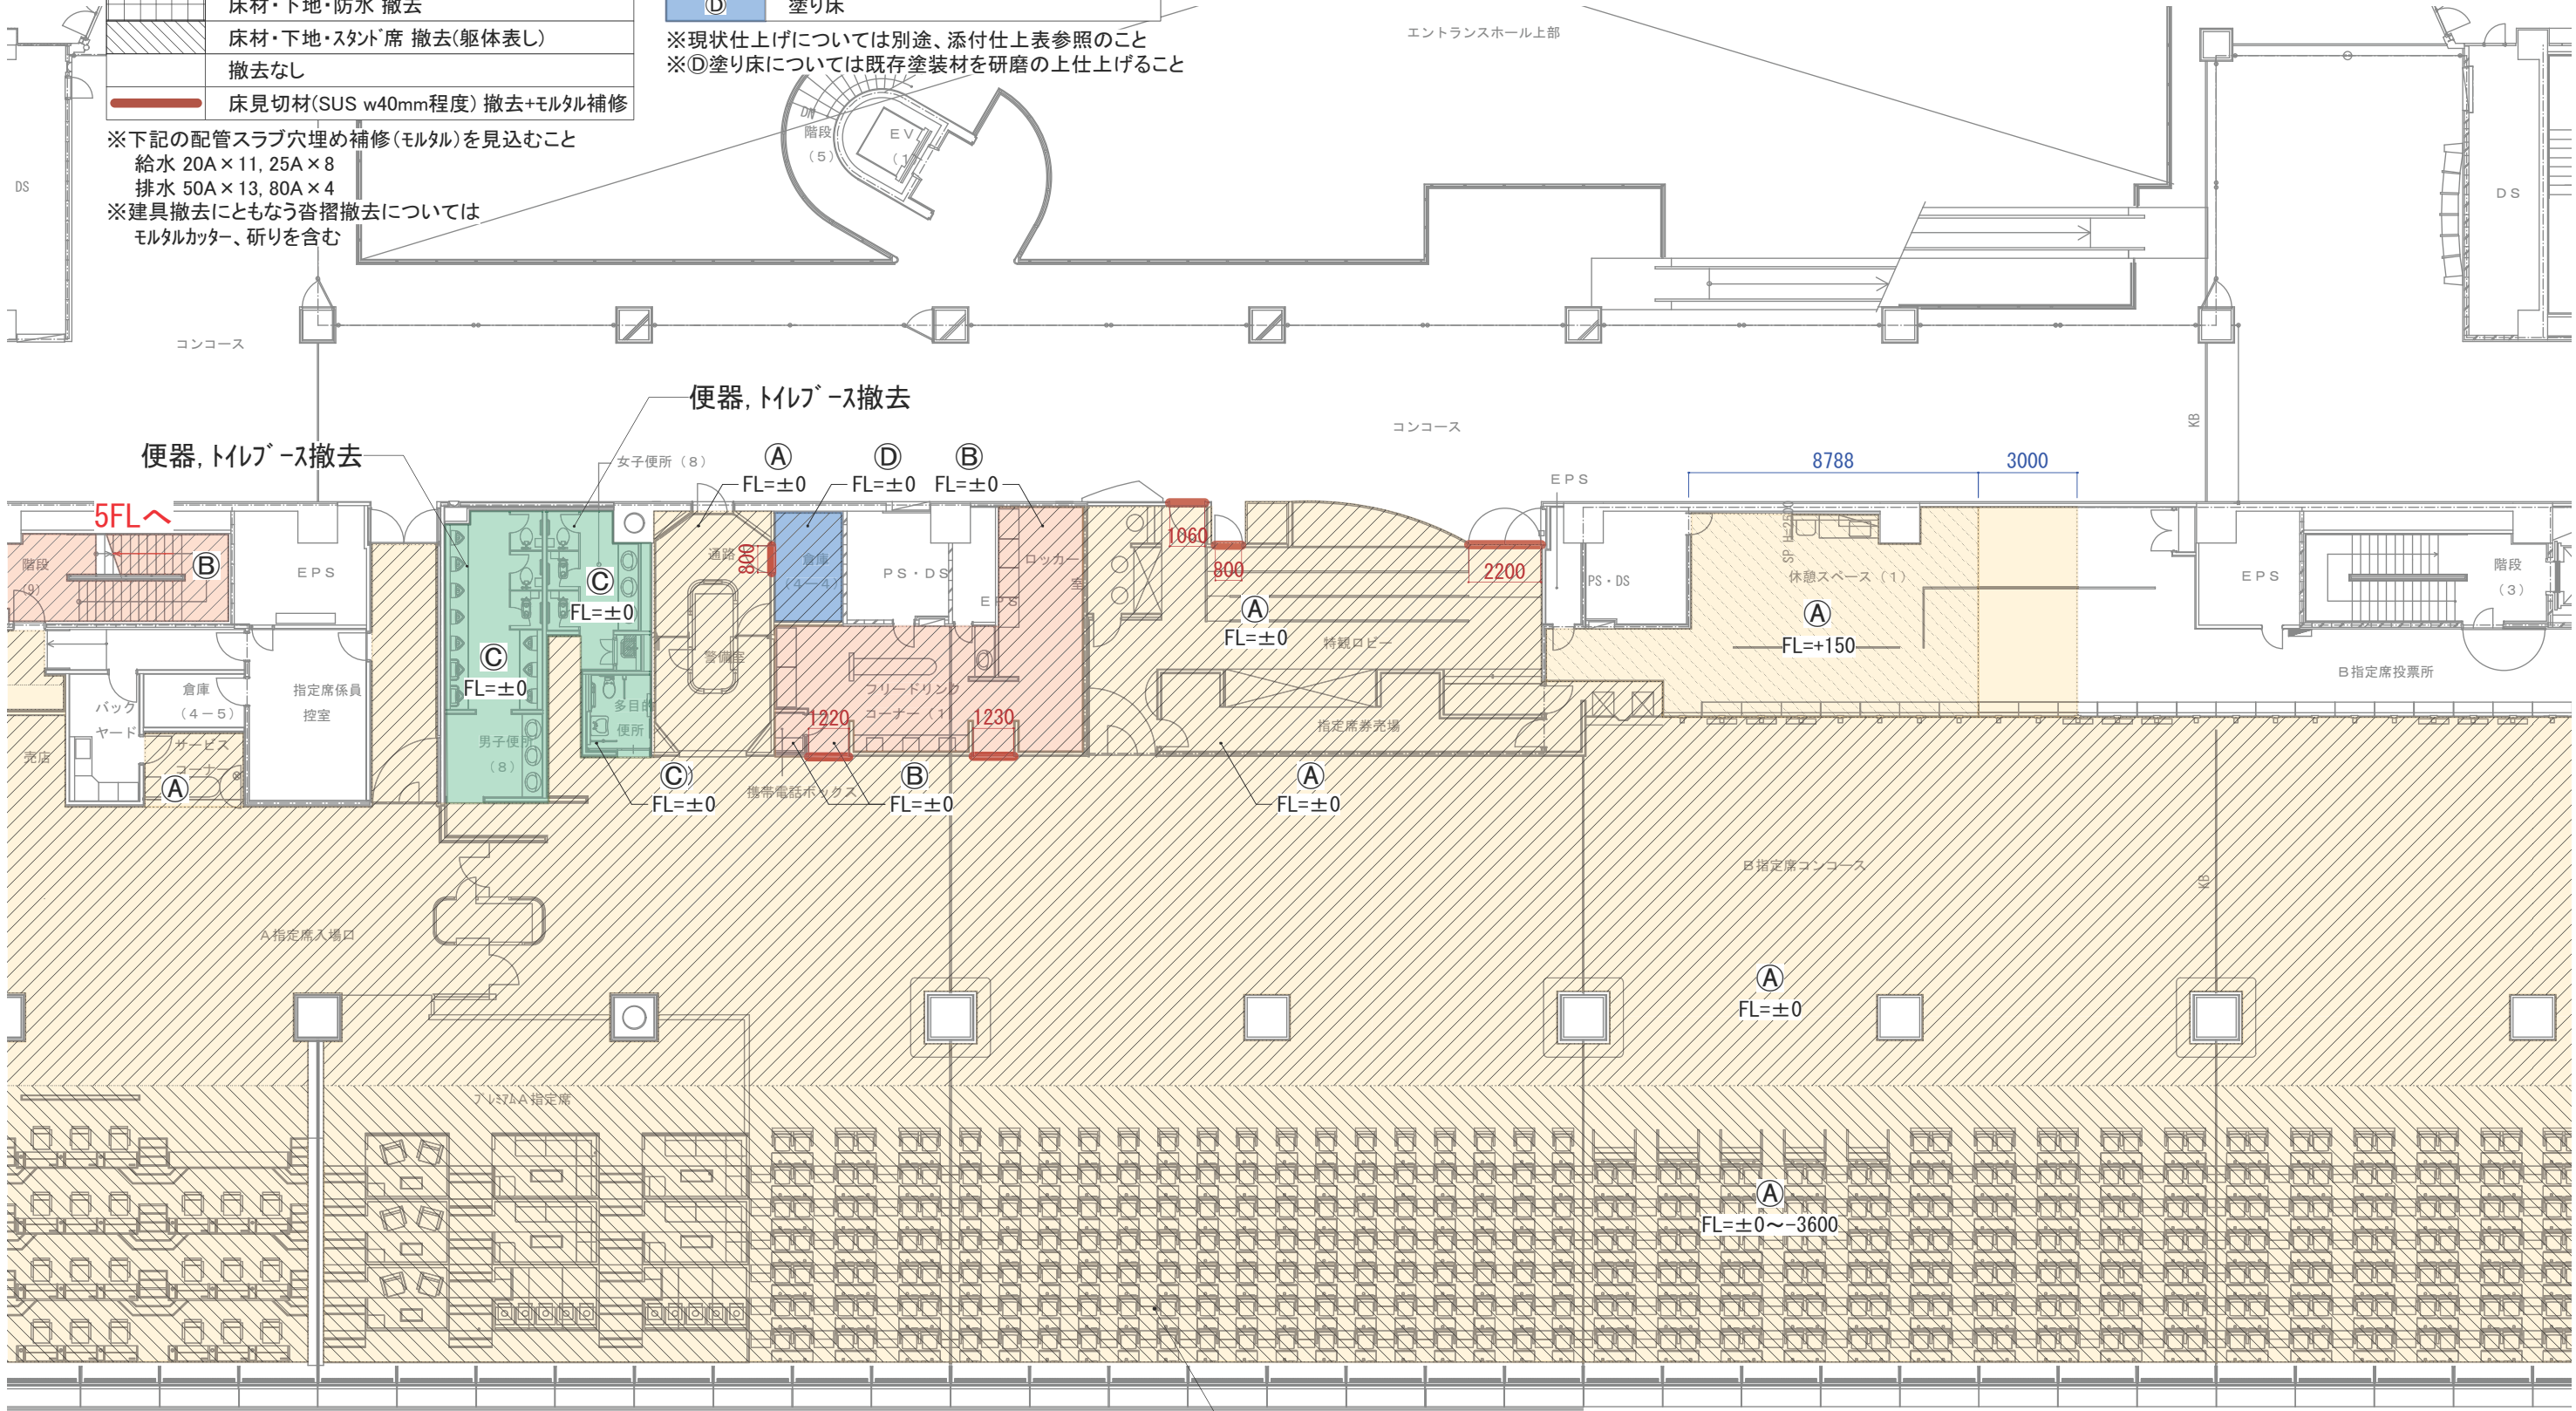 床材・下地・防水 撤去
床材・下地・スタンド席 撤去(躯体表し)
撤去なし
床見切材(SUS w40mm程度) 撤去+モルタル補修
※下記の配管スラブ穴埋め補修(モルタル)を見込むこと
給水 20A×11, 25A×8
排水 50A×13, 80A×4
※建具撤去にともなう沓摺撤去については
モルタルカッター、斫りを含む
Ⓓ 塗り床
※現状仕上げについては別途、添付仕上表参照のこと
※Ⓓ塗り床については既存塗装材を研磨の上仕上げること
エントランスホール上部
DN
階段
(5)
EV
(1)
DS
DS
コンコース
コンコース
KB
便器, トイレブース撤去
便器, トイレブース撤去
女子便所(8)
Ⓐ
FL=±0
Ⓓ
FL=±0
Ⓑ
FL=±0
EPS
8788
3000
5FLへ
階段
(9)
Ⓑ
EPS
Ⓒ
FL=±0
通路
800
倉庫
(4-4)
PS・DS
EPS
ロッカー
室
1060
800
2200
Ⓐ
FL=±0
特観ロビー
PS・DS
SP H=2500
休憩スペース(1)
Ⓐ
FL=+150
EPS
階段
(3)
B指定席投票所
Ⓒ
FL=±0
警備室
倉庫
(4-5)
指定席係員
控室
バック
ヤード
売店
サービス
コーナー
Ⓐ
男子便所
(8)
多目的
便所
フリードリンク
コーナー(1)
1220
1230
指定席券売場
Ⓒ
FL=±0
携帯電話ボックス
Ⓑ
FL=±0
Ⓐ
FL=±0
B指定席コンコース
KB
A指定席入場口
Ⓐ
FL=±0
プレミアムA指定席
Ⓐ
FL=±0～-3600